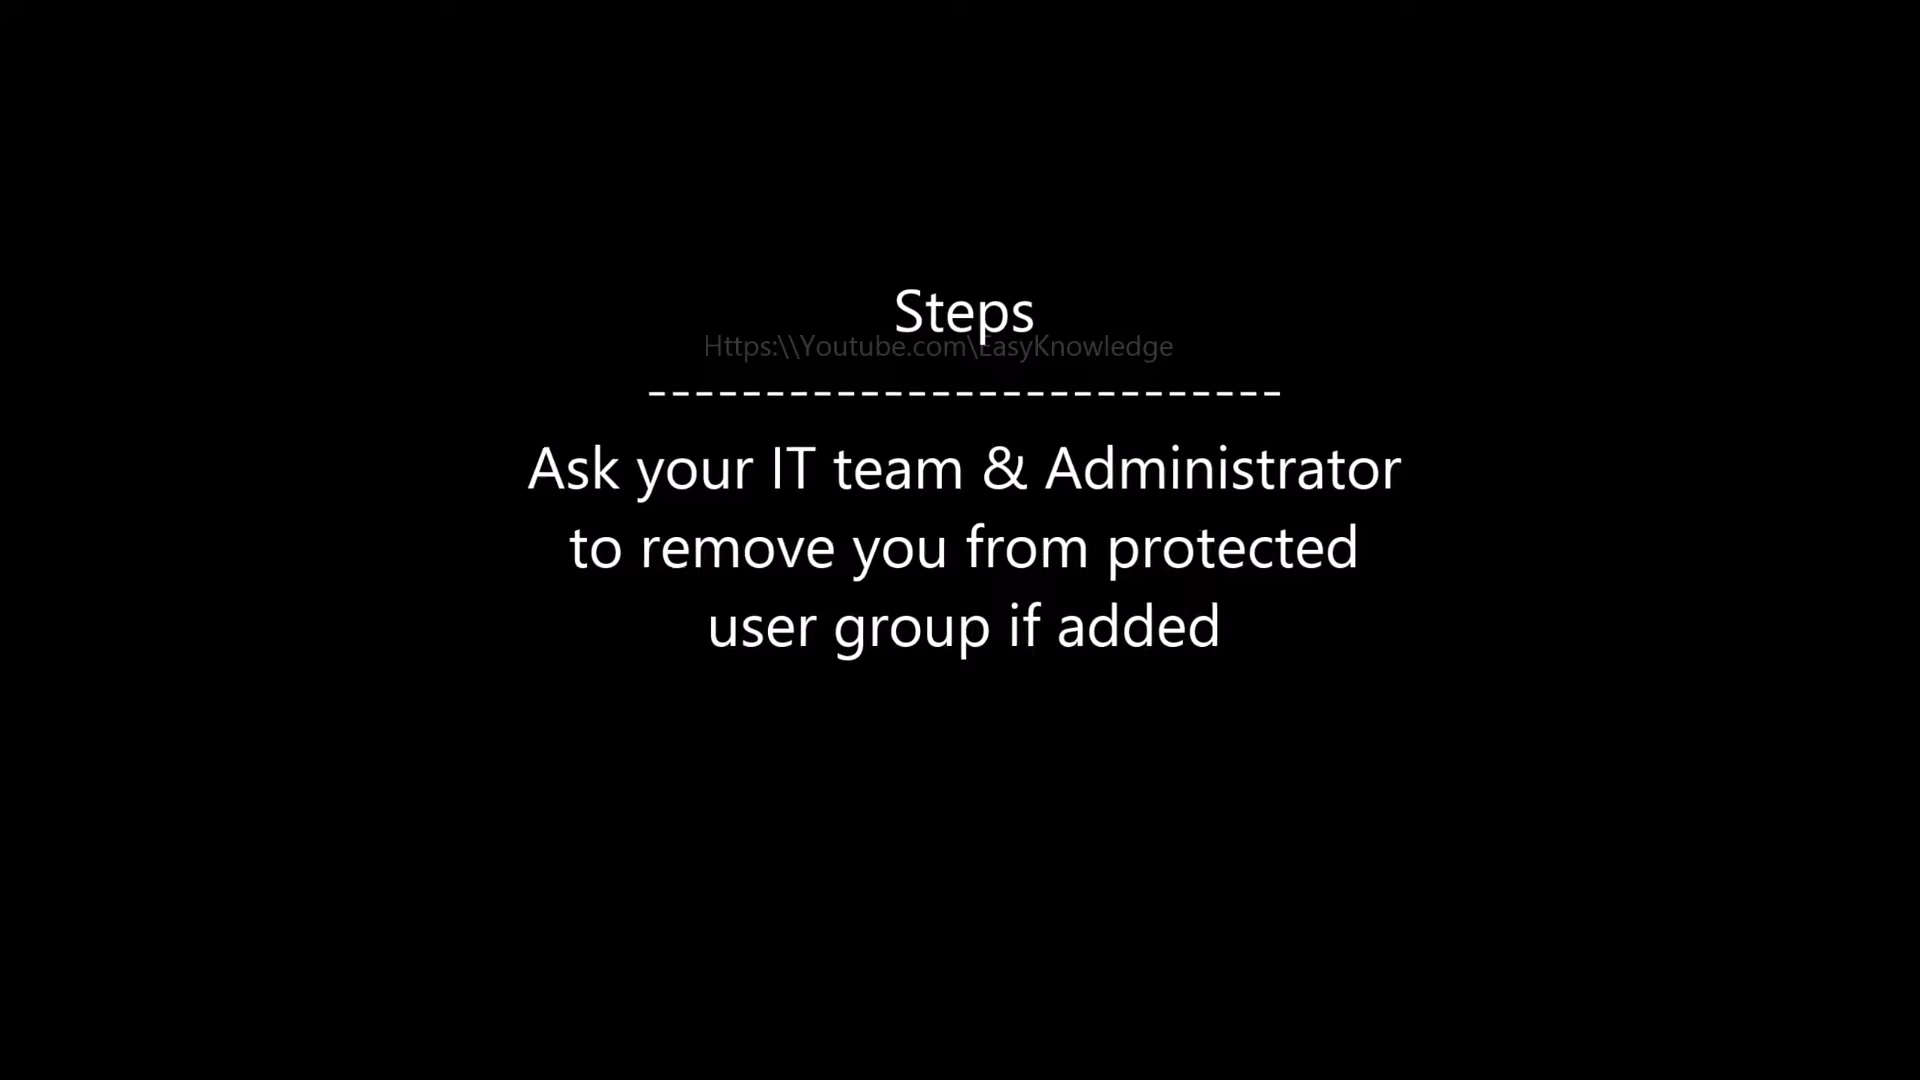 Steps
Https:\\Youtube.com\EasyKnowledge
---------------------------
Ask your IT team & Administrator
to remove you from protected
user group if added